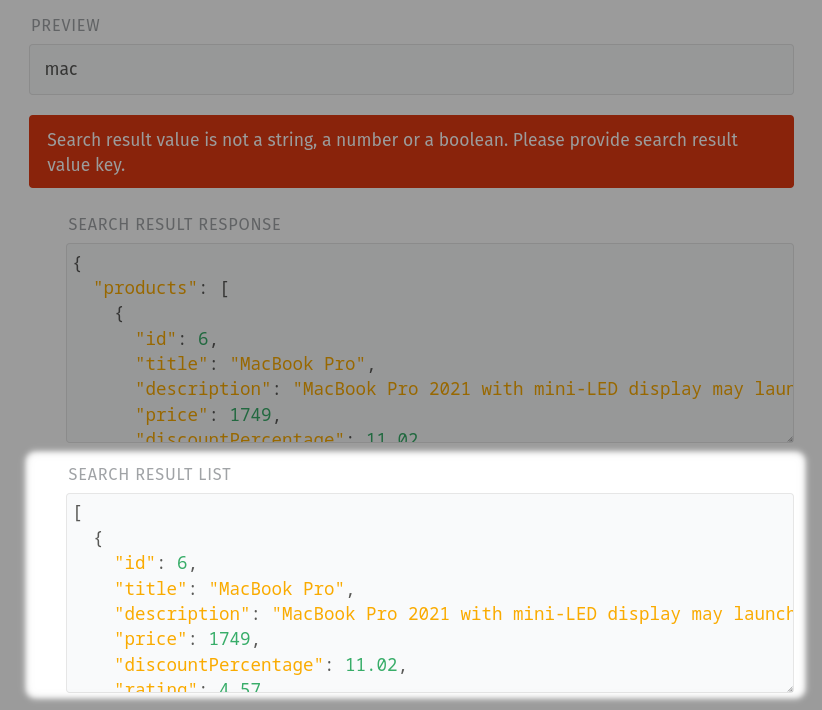 PREVIEW
mac
Search result value is not a string, a number or a boolean. Please provide search result
value key.
SEARCH RESULT RESPONSE
{
"products": [
{
"id": 6,
"title": "MacBook Pro",
"description": "MacBook Pro 2021 with mini-LED display may laun
"price": 1749,
"discountPercentage": 11.02
SEARCH RESULT LIST
[
{
"id": 6,
"title": "MacBook Pro",
"description": "MacBook Pro 2021 with mini-LED display may launch
"price": 1749,
"discountPercentage": 11.02,
"rating": 4.57